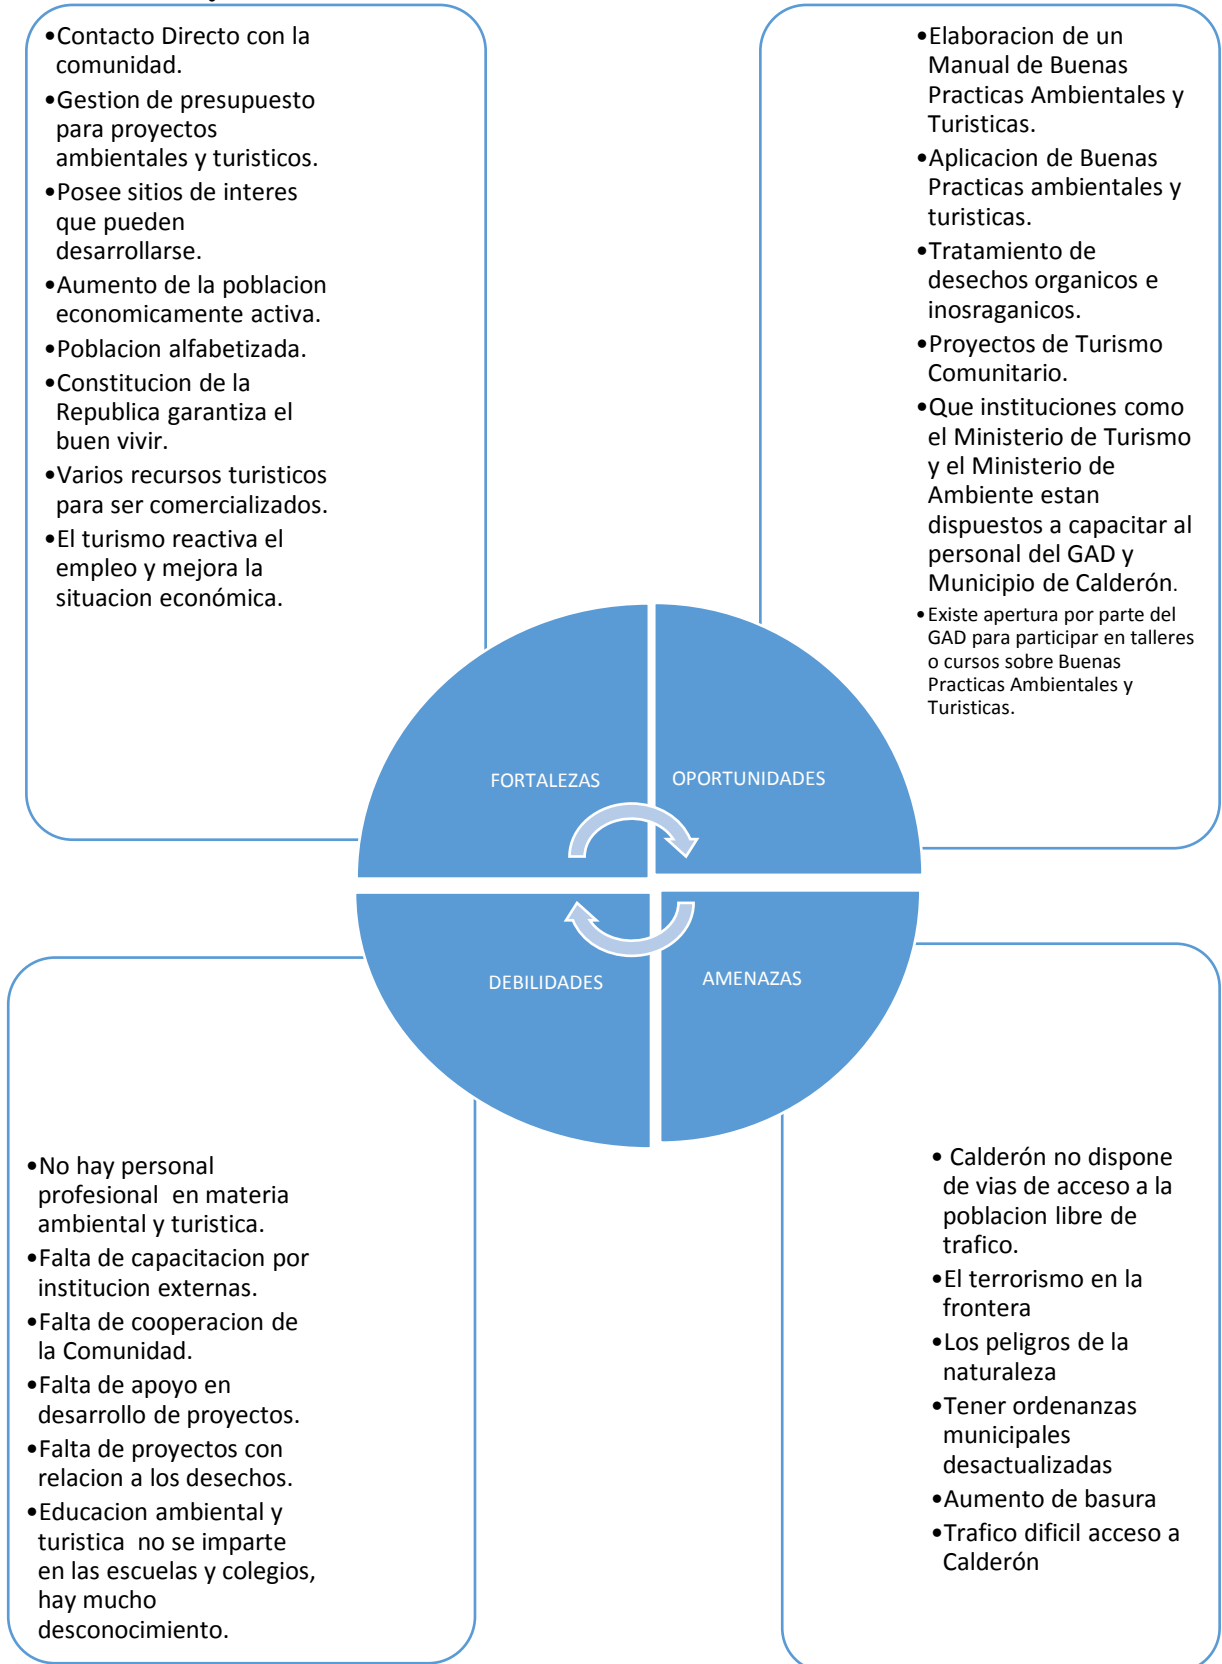 •Contacto Directo con la
comunidad.
•Gestion de presupuesto
para proyectos
ambientales y turisticos.
•Posee sitios de interes
que pueden
desarrollarse.
•Aumento de la poblacion
economicamente activa.
•Poblacion alfabetizada.
•Constitucion de la
Republica garantiza el
buen vivir.
•Varios recursos turisticos
para ser comercializados.
•El turismo reactiva el
empleo y mejora la
situacion económica.
•Elaboracion de un
Manual de Buenas
Practicas Ambientales y
Turisticas.
•Aplicacion de Buenas
Practicas ambientales y
turisticas.
•Tratamiento de
desechos organicos e
inosraganicos.
•Proyectos de Turismo
Comunitario.
•Que instituciones como
el Ministerio de Turismo
y el Ministerio de
Ambiente estan
dispuestos a capacitar al
personal del GAD y
Municipio de Calderón.
•Existe apertura por parte del
GAD para participar en talleres
o cursos sobre Buenas
Practicas Ambientales y
Turisticas.
FORTALEZAS
OPORTUNIDADES
DEBILIDADES
AMENAZAS
•No hay personal
profesional en materia
ambiental y turistica.
•Falta de capacitacion por
institucion externas.
•Falta de cooperacion de
la Comunidad.
•Falta de apoyo en
desarrollo de proyectos.
•Falta de proyectos con
relacion a los desechos.
•Educacion ambiental y
turistica no se imparte
en las escuelas y colegios,
hay mucho
desconocimiento.
• Calderón no dispone
de vias de acceso a la
poblacion libre de
trafico.
•El terrorismo en la
frontera
•Los peligros de la
naturaleza
•Tener ordenanzas
municipales
desactualizadas
•Aumento de basura
•Trafico dificil acceso a
Calderón